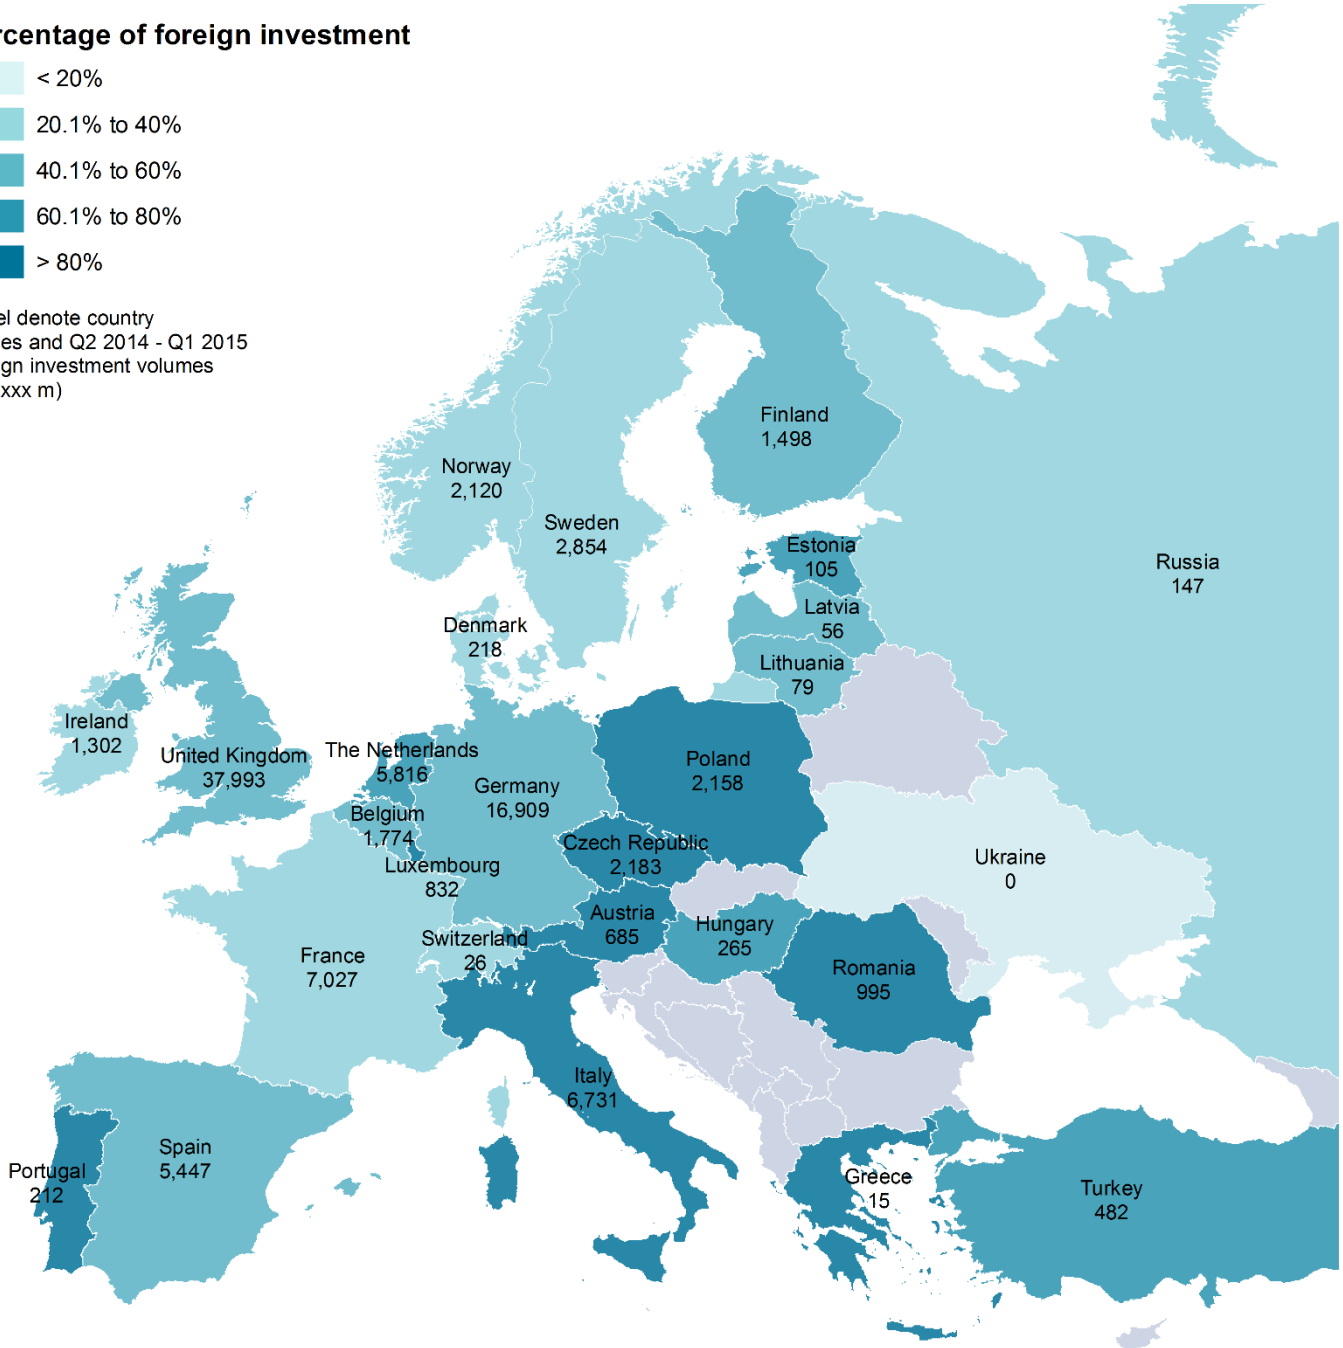 rcentage of foreign investment
< 20%
20.1% to 40%
40.1% to 60%
60.1% to 80%
> 80%
el denote country
es and Q2 2014 - Q1 2015
gn investment volumes
xxx m)
Finland
1,498
Norway
2,120
Sweden
2,854
Estonia
105
Russia
147
Latvia
56
Denmark
218
Lithuania
79
Ireland
1,302
United Kingdom
37,993
The Netherlands
5,816
Poland
2,158
Germany
16,909
Belgium
1,774
Czech Republic
2,183
Luxembourg
832
Ukraine
0
Austria
685
Hungary
265
Switzerland
26
France
7,027
Romania
995
Italy
6,731
Spain
5,447
Portugal
212
Greece
15
Turkey
482